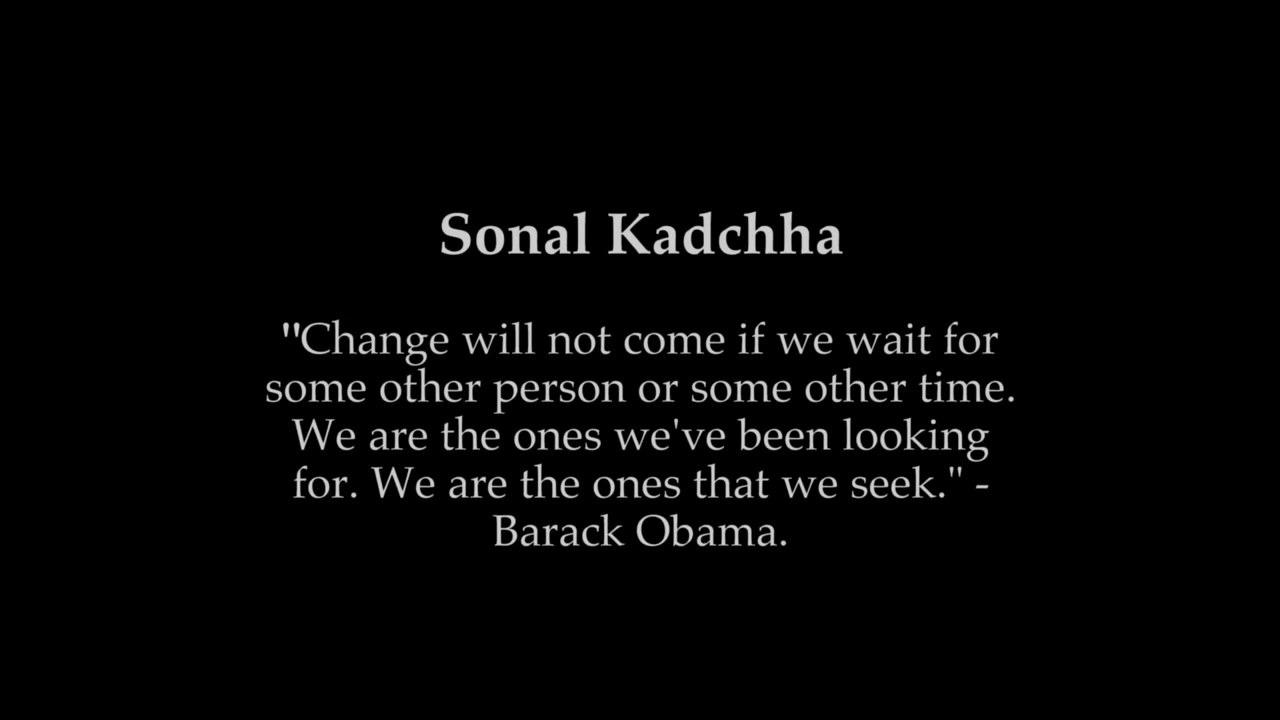 Sonal Kadchha
"Change will not come if we wait for
some other person or some other time.
We are the ones we've been looking
for. We are the ones that we seek." -
Barack Obama.